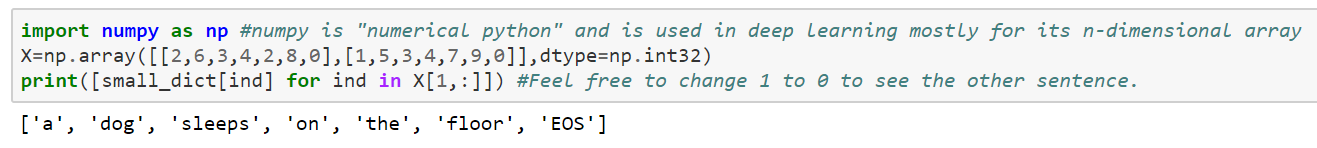 import numpy as np #numpy is "numerical python" and is used in deep learning mostly for its n-dimensional array
X=np.array([[2,6,3,4,2,8,0],[1,5,3,4,7,9,0]],dtype=np.int32)
print([small_dict[ind] for ind in X[1,:]]) #Feel free to change 1 to 0 to see the other sentence.
['a', 'dog', 'sleeps', 'on', 'the', 'floor', 'EOS']